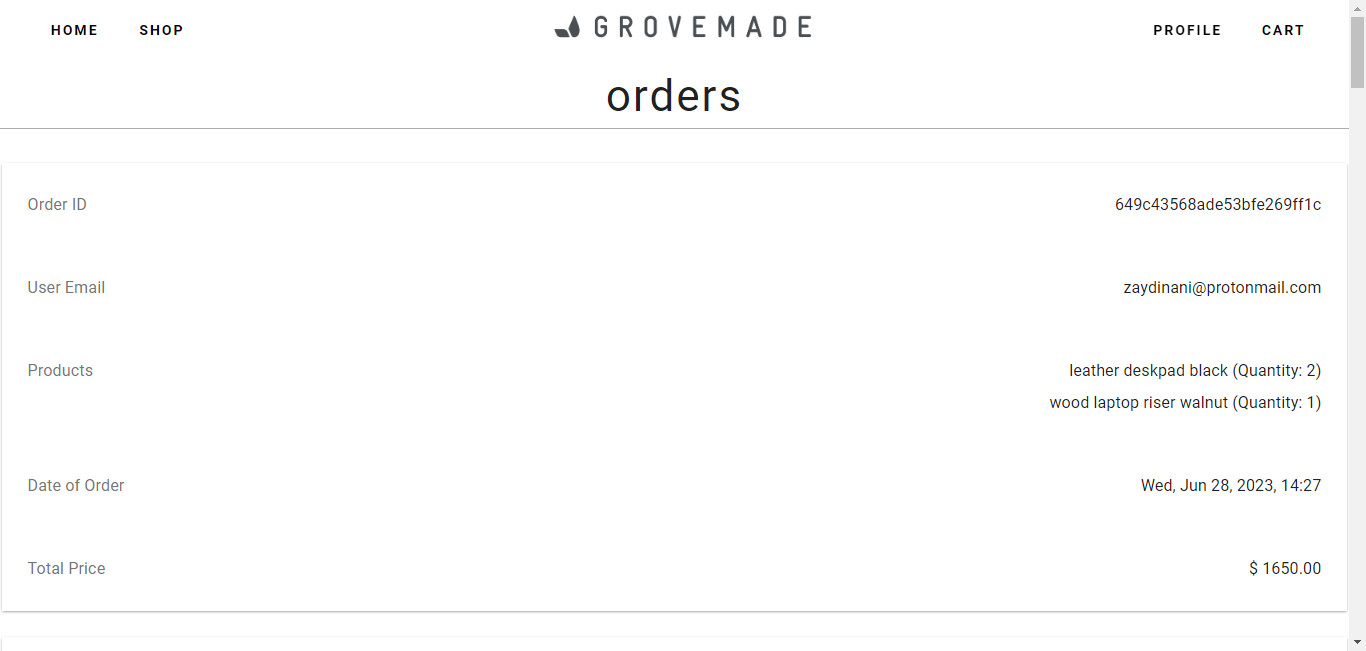 HOME SHOP GROVEMADE PROFILE CART
orders
Order ID 649c43568ade53bfe269ff1c
User Email zaydinani@protonmail.com
Products leather deskpad black (Quantity: 2)
wood laptop riser walnut (Quantity: 1)
Date of Order Wed, Jun 28, 2023, 14:27
Total Price $ 1650.00